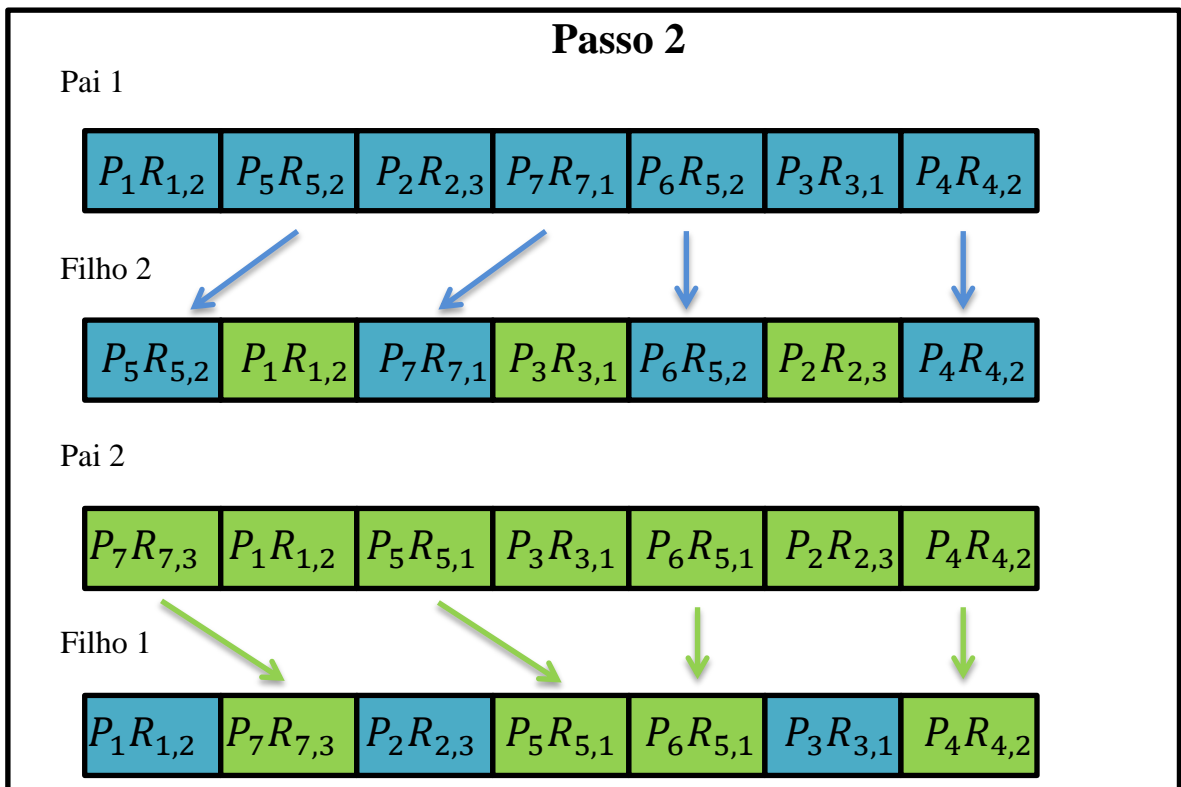 Passo 2
Pai 1
P₁R₁,₂ P₅R₅,₂ P₂R₂,₃ P₇R₇,₁ P₆R₅,₂ P₃R₃,₁ P₄R₄,₂
Filho 2
P₅R₅,₂ P₁R₁,₂ P₇R₇,₁ P₃R₃,₁ P₆R₅,₂ P₂R₂,₃ P₄R₄,₂
Pai 2
P₇R₇,₃ P₁R₁,₂ P₅R₅,₁ P₃R₃,₁ P₆R₅,₁ P₂R₂,₃ P₄R₄,₂
Filho 1
P₁R₁,₂ P₇R₇,₃ P₂R₂,₃ P₅R₅,₁ P₆R₅,₁ P₃R₃,₁ P₄R₄,₂